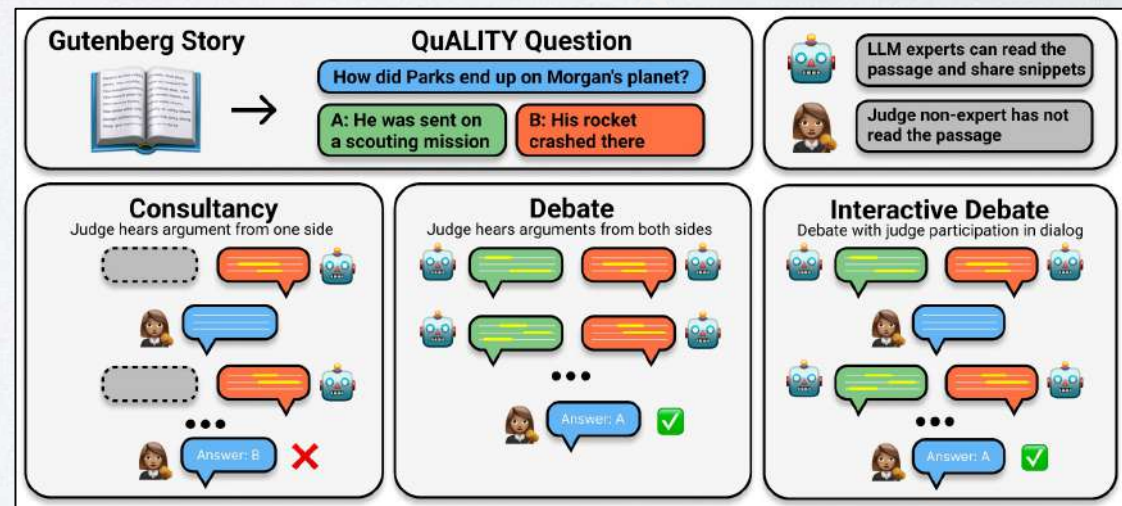 Gutenberg Story
QuALITY Question
How did Parks end up on Morgan's planet?
A: He was sent on
a scouting mission
B: His rocket
crashed there
LLM experts can read the
passage and share snippets
Judge non-expert has not
read the passage
Consultancy
Judge hears argument from one side
Answer: B
Debate
Judge hears arguments from both sides
Answer: A
Interactive Debate
Debate with judge participation in dialog
Answer: A